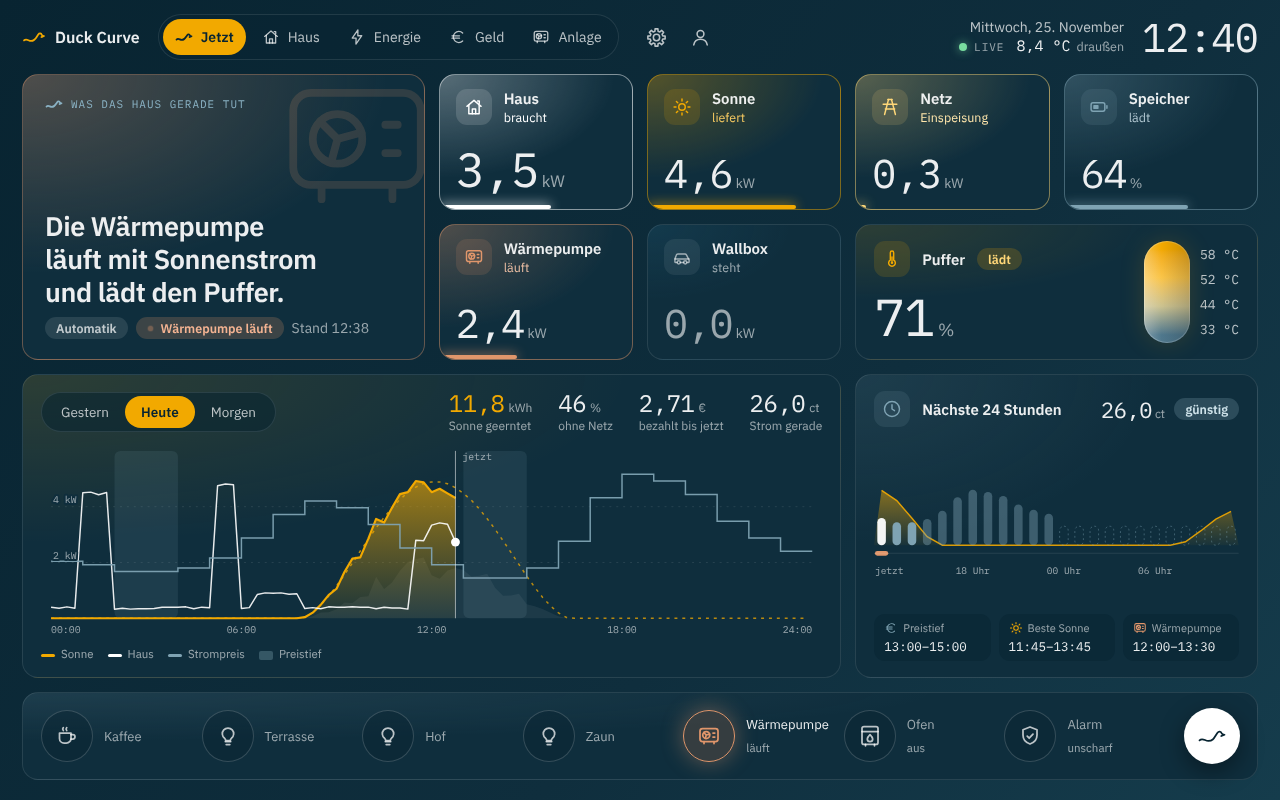 Duck Curve
Jetzt
Haus
Energie
Geld
Anlage
Mittwoch, 25. November
LIVE 8,4 °C draußen
12:40
WAS DAS HAUS GERADE TUT
Die Wärmepumpe
läuft mit Sonnenstrom
und lädt den Puffer.
Automatik
Wärmepumpe läuft
Stand 12:38
Haus
braucht
3,5 kW
Sonne
liefert
4,6 kW
Netz
Einspeisung
0,3 kW
Speicher
lädt
64 %
Wärmepumpe
läuft
2,4 kW
Wallbox
steht
0,0 kW
Puffer
lädt
71 %
58 °C
52 °C
44 °C
33 °C
Gestern
Heute
Morgen
11,8 kWh
Sonne geerntet
46 %
ohne Netz
2,71 €
bezahlt bis jetzt
26,0 ct
Strom gerade
jetzt
4 kW
2 kW
00:00
06:00
12:00
18:00
24:00
Sonne
Haus
Strompreis
Preistief
Nächste 24 Stunden
26,0 ct
günstig
jetzt
18 Uhr
00 Uhr
06 Uhr
Preistief
13:00–15:00
Beste Sonne
11:45–13:45
Wärmepumpe
12:00–13:30
Kaffee
Terrasse
Hof
Zaun
Wärmepumpe
läuft
Ofen
aus
Alarm
unscharf